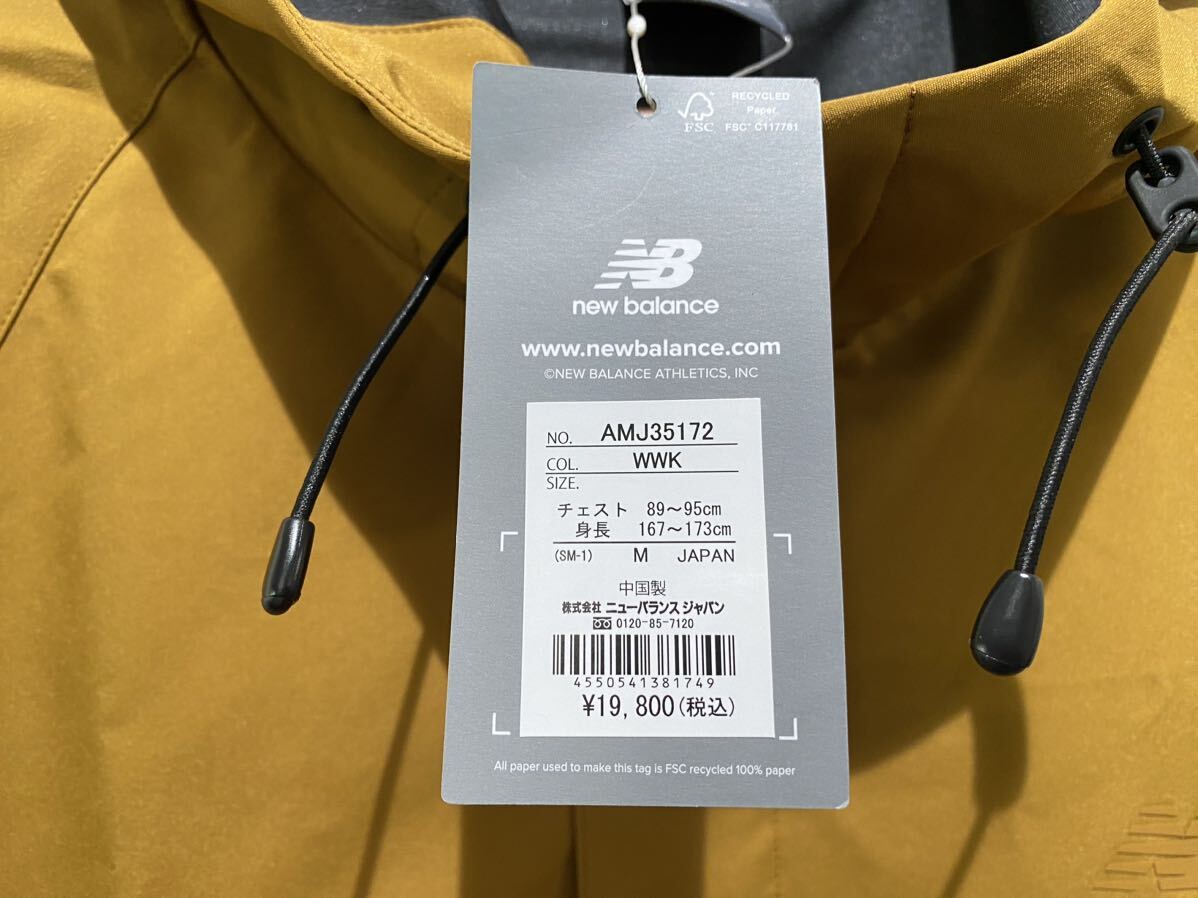 FSC
RECYCLED
Paper
FSC® C117781
NB
new balance
www.newbalance.com
©NEW BALANCE ATHLETICS, INC
NO. AMJ35172
COL. WWK
SIZE.
チェスト 89〜95cm
身長 167〜173cm
(SM-1) M JAPAN
中国製
株式会社 ニューバランス ジャパン
0120-85-7120
4550541381749
¥19,800(税込)
All paper used to make this tag is FSC recycled 100% paper